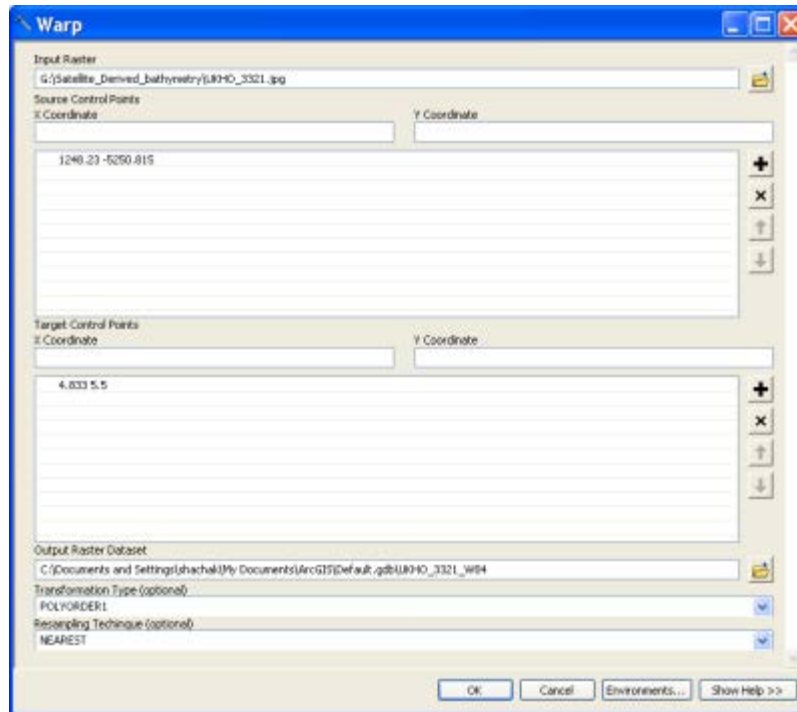 Warp
Input Raster
G:\Satellite_Derived_bathymetry\UKHO_3321.jpg
Source Control Points
X Coordinate Y Coordinate
1248.23 -5250.815
Target Control Points
X Coordinate Y Coordinate
4.833 5.5
Output Raster Dataset
C:\Documents and Settings\shachak\My Documents\ArcGIS\Default.gdb\UKHO_3321_W84
Transformation Type (optional)
POLYORDER1
Resampling Techinque (optional)
NEAREST
OK Cancel Environments... Show Help >>